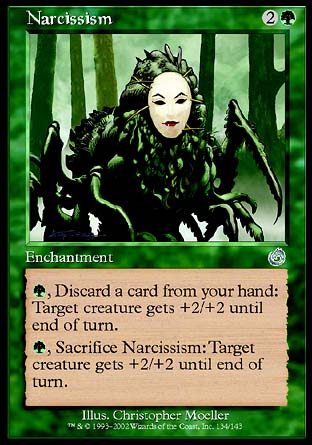 Narcissism 2
Enchantment
, Discard a card from your hand:
Target creature gets +2/+2 until
end of turn.
, Sacrifice Narcissism: Target
creature gets +2/+2 until end of
turn.
Illus. Christopher Moeller
™ & © 1993-2002 Wizards of the Coast, Inc. 134/143